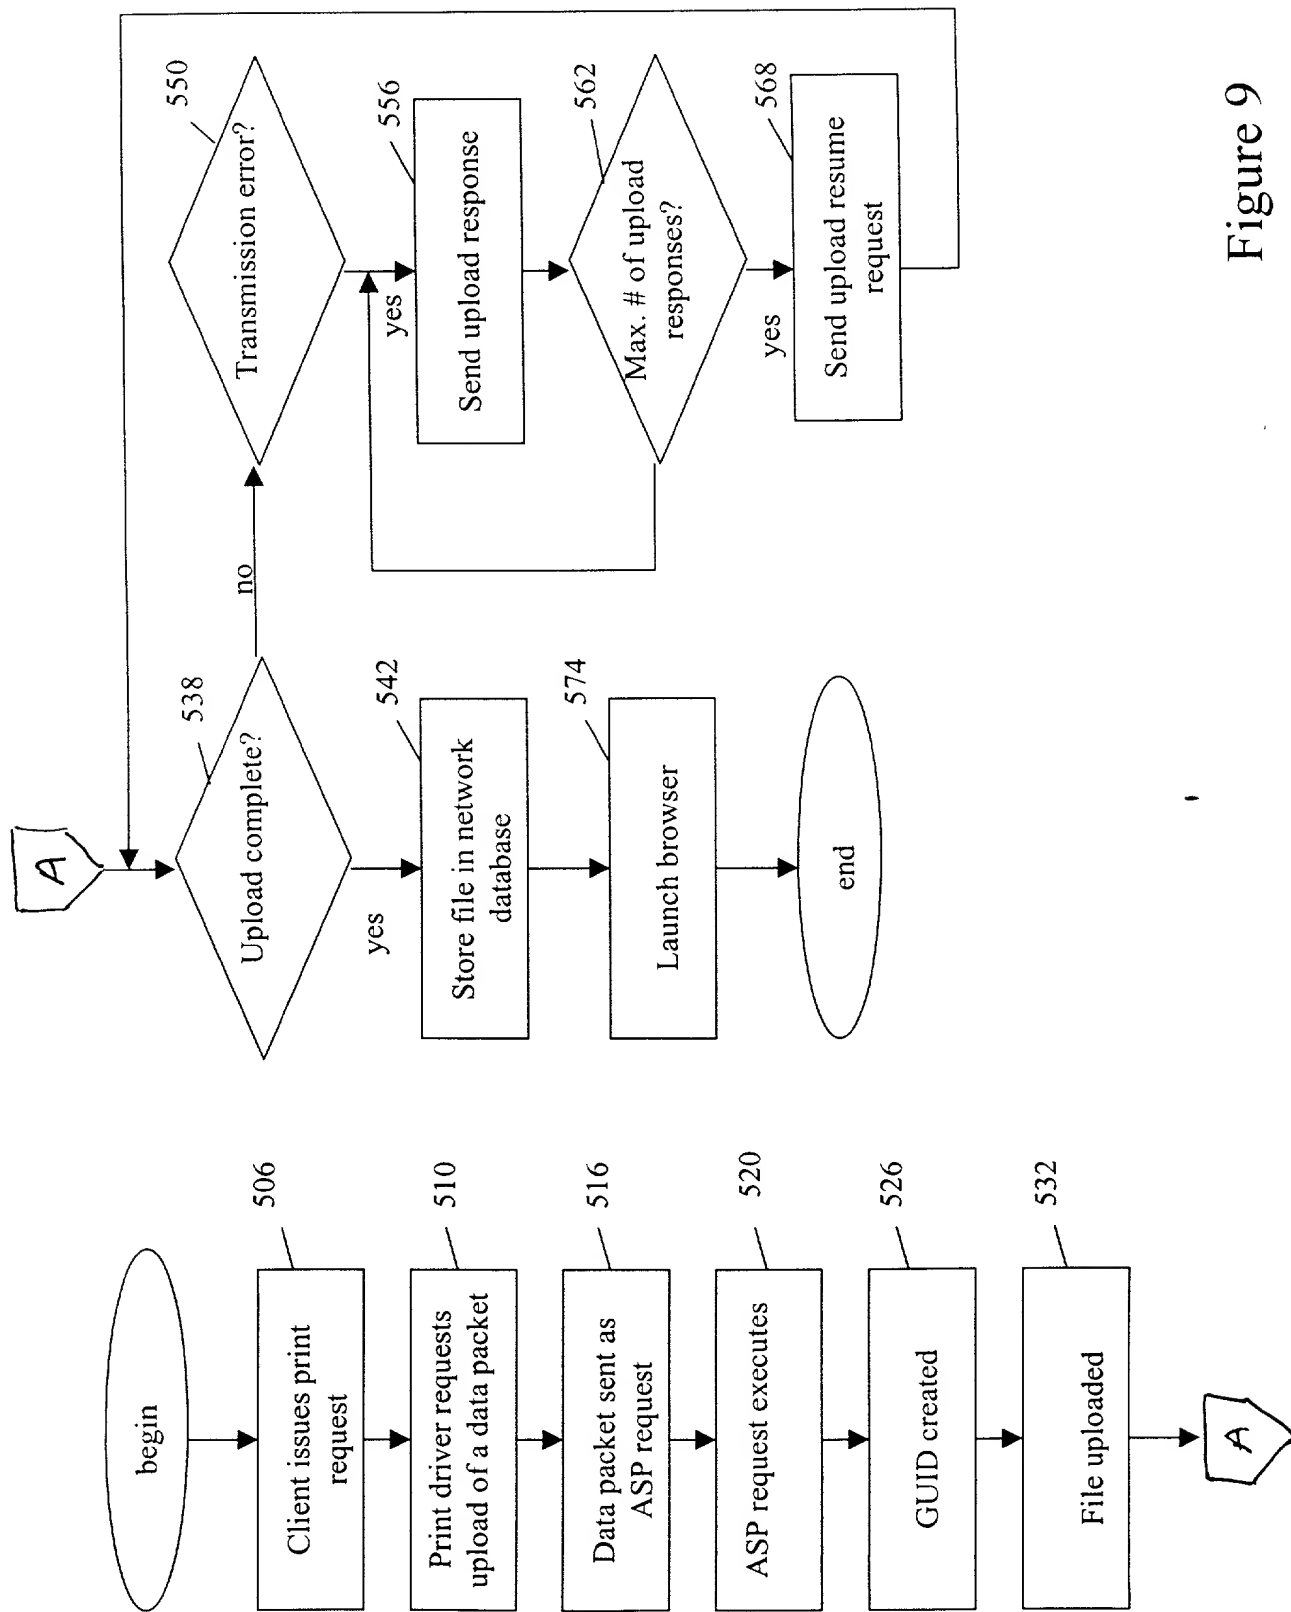 begin
506
Client issues print
request
510
Print driver requests
upload of a data packet
516
Data packet sent as
ASP request
520
ASP request executes
526
GUID created
532
File uploaded
A
A
538
Upload complete?
no
yes
542
Store file in network
database
574
Launch browser
end
550
Transmission error?
yes
556
Send upload response
562
Max. # of upload
responses?
yes
568
Send upload resume
request
Figure 9